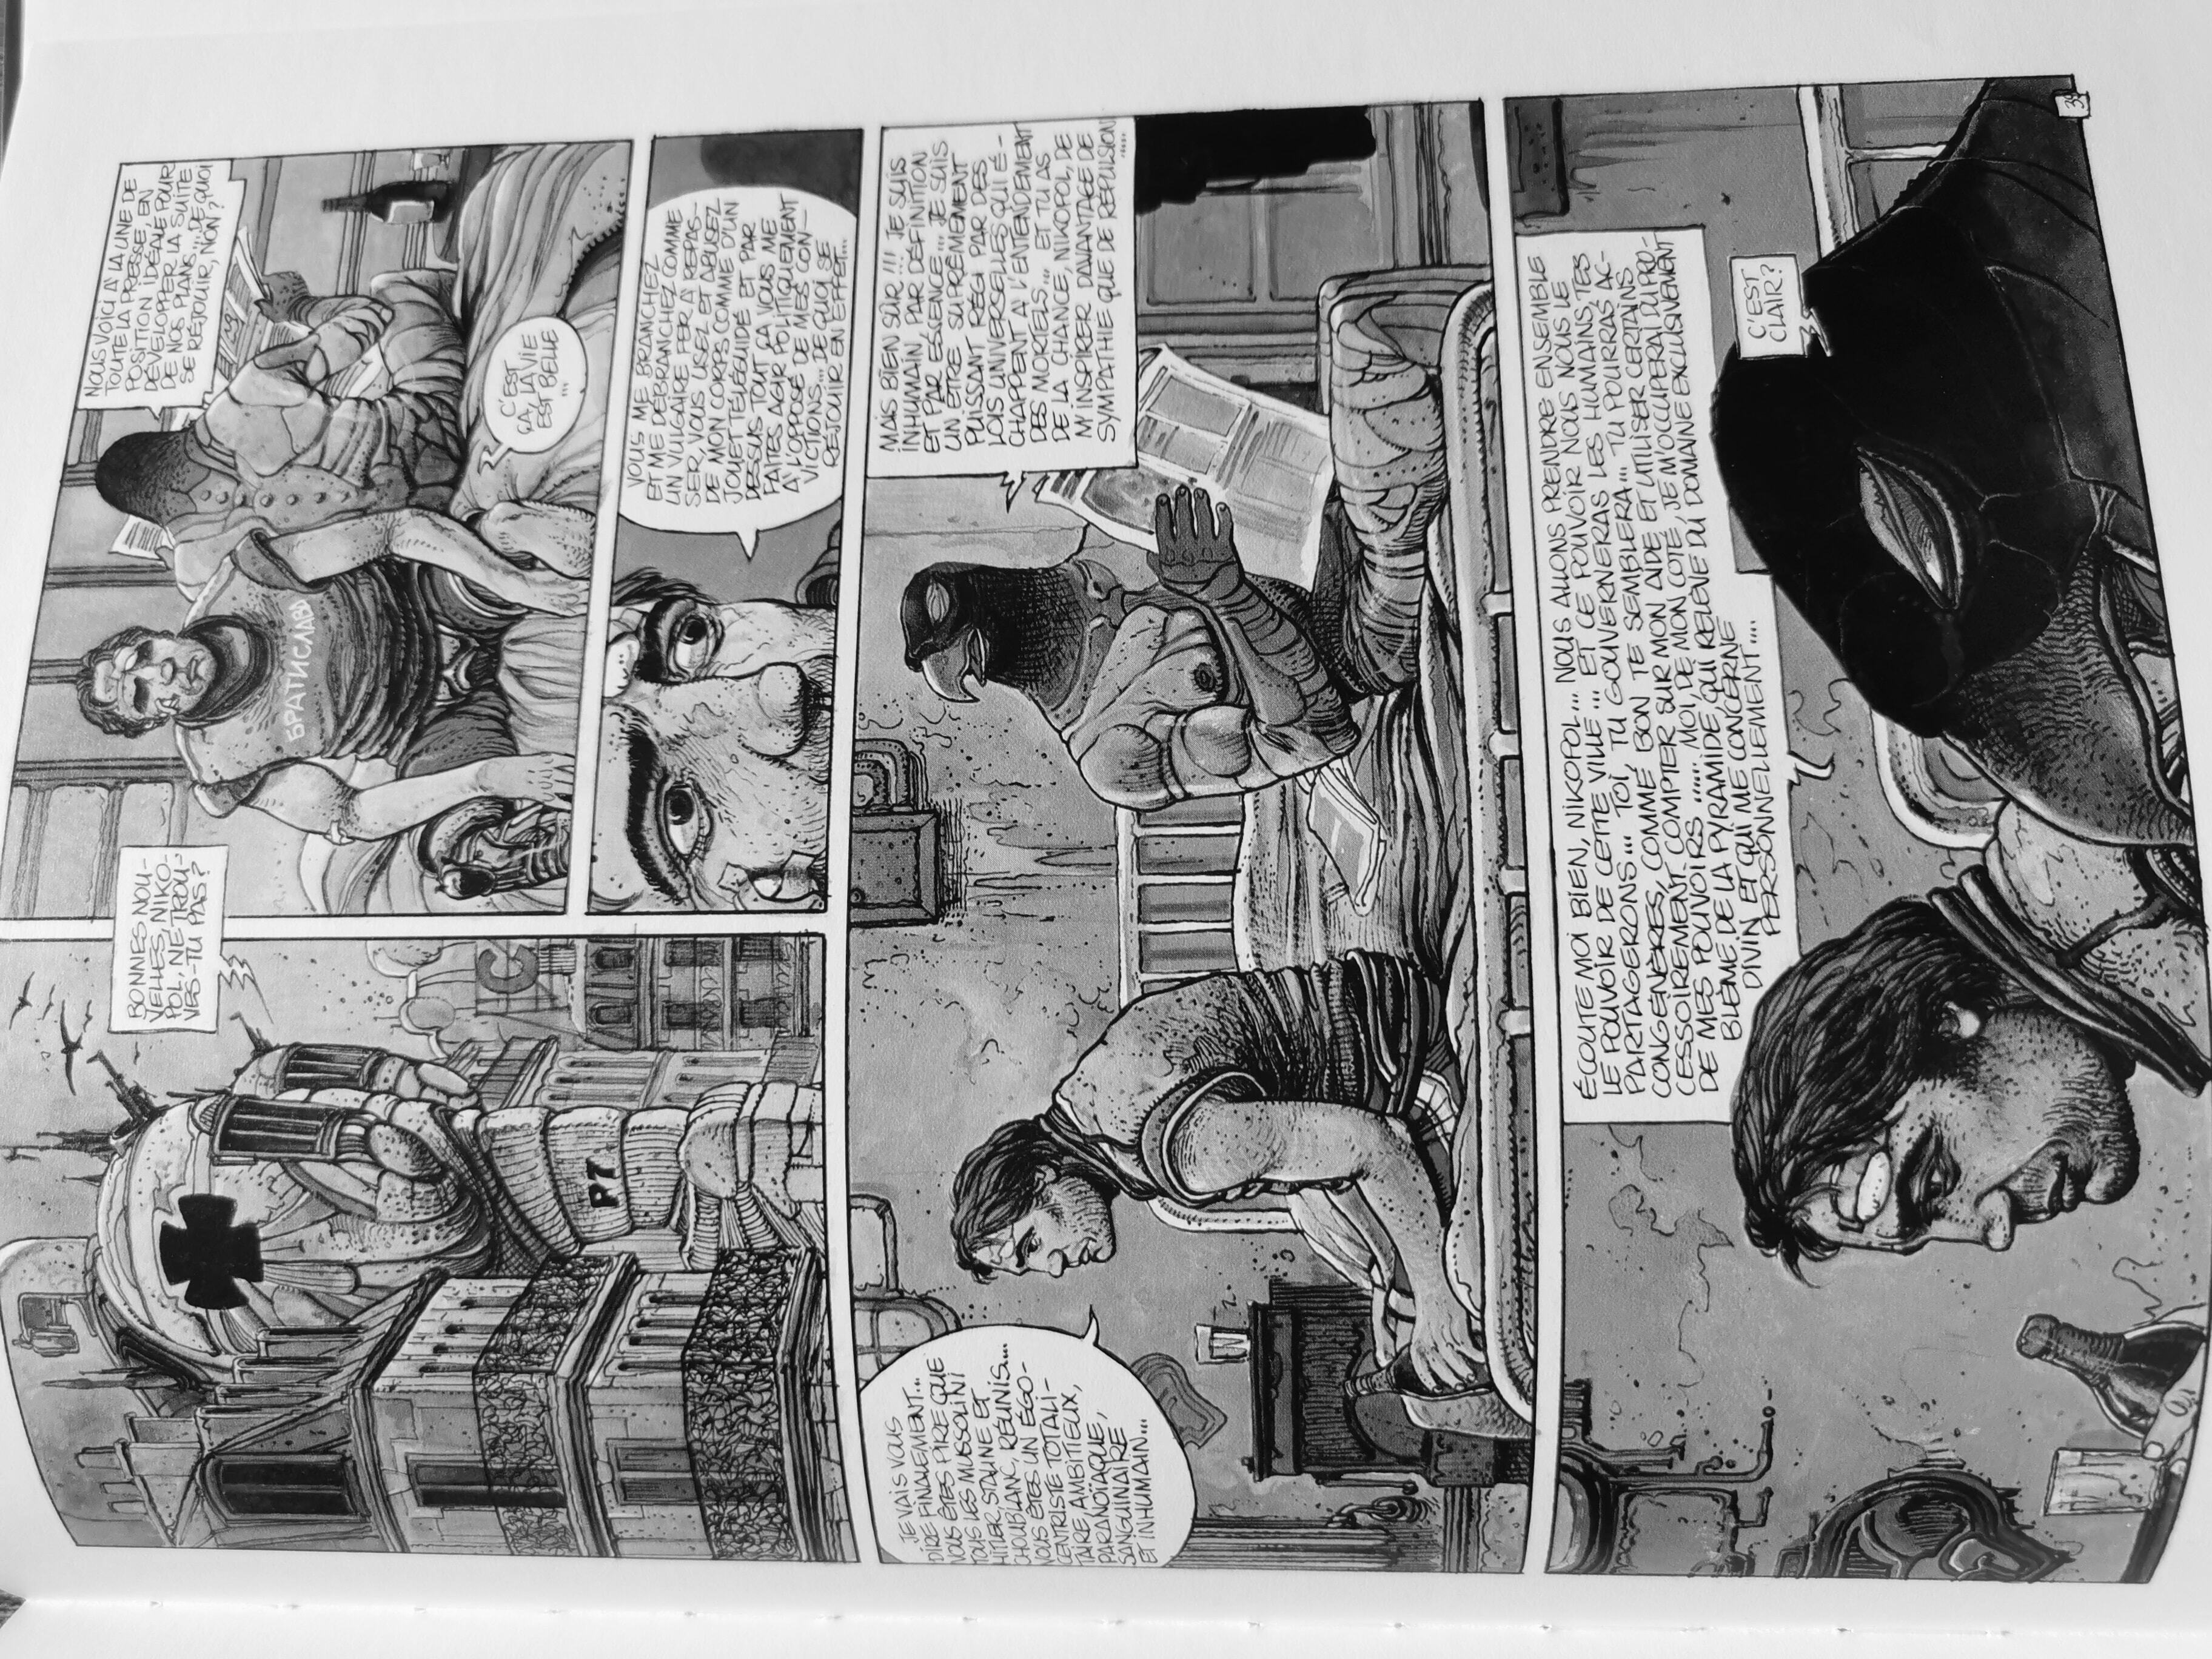 BONNES NOU-
VELLES, NIKO-
POL, NE TROU-
VES-TU PAS?
P7
G
NOUS VOICI A' LA UNE DE
TOUTE LA PRESSE, EN
POSITION IDÉALE POUR
DÉVELOPPER LA SUITE
DE NOS PLANS... DE QUOI
SE RÉJOUIR, NON?
БРАТИСЛАВА
C'EST
ÇA, LA VIE
EST BELLE
...
VOUS ME BRANCHEZ
ET ME DÉBRANCHEZ COMME
UN VULGAIRE FER A' REPAS-
SER, VOUS USEZ ET ABUSEZ
DE MON CORPS COMME D'UN
JOUET TÉLÉGUIDÉ ET PAR
DESSUS TOUT ÇA VOUS ME
FAITES AGIR POLITIQUEMENT
A' L'OPPOSÉ DE MES CON-
VICTIONS... DE QUOI SE
RÉJOUIR EN EFFET...
JE VAIS VOUS
DIRE FINALEMENT...
VOUS ÊTES PIRE QUE
TOUS LES MUSSOLINI
HITLER, STALINE ET
CHOUBLANC, RÉUNIS...
VOUS ÊTES UN ÉGO-
CENTRISTE TOTALI-
TAIRE AMBITIEUX,
PARANOÏAQUE,
SANGUINAIRE
ET INHUMAIN...
MAIS BIEN SUR!!! JE SUIS
INHUMAIN, PAR DÉFINITION
ET PAR ESSENCE... JE SUIS
UN ÊTRE SUPRÊMEMENT
PUISSANT RÉGI PAR DES
LOIS UNIVERSELLES QUI É-
CHAPPENT A' L'ENTENDEMENT
DES MORTELS... ET TU AS
DE LA CHANCE, NIKOPOL, DE
M'INSPIRER DAVANTAGE DE
SYMPATHIE QUE DE REPULSION
....
ÉCOUTE MOI BIEN, NIKOPOL... NOUS ALLONS PRENDRE ENSEMBLE
LE POUVOIR DE CETTE VILLE... ET CE POUVOIR NOUS NOUS LE
PARTAGERONS... TOI, TU GOUVERNERAS LES HUMAINS TES
CONGÉNÈRES, COMME BON TE SEMBLERA... TU POURRAS AC-
CESSOIREMENT COMPTER SUR MON AIDE ET UTILISER CERTAINS
DE MES POUVOIRS..... MOI, DE MON COTÉ, JE M'OCCUPERAI DU PRO-
BLÈME DE LA PYRAMIDE, QUI RELÈVE DU DOMAINE EXCLUSIVEMENT
DIVIN ET QUI ME CONCERNE
PERSONNELLEMENT....
C'EST
CLAIR?